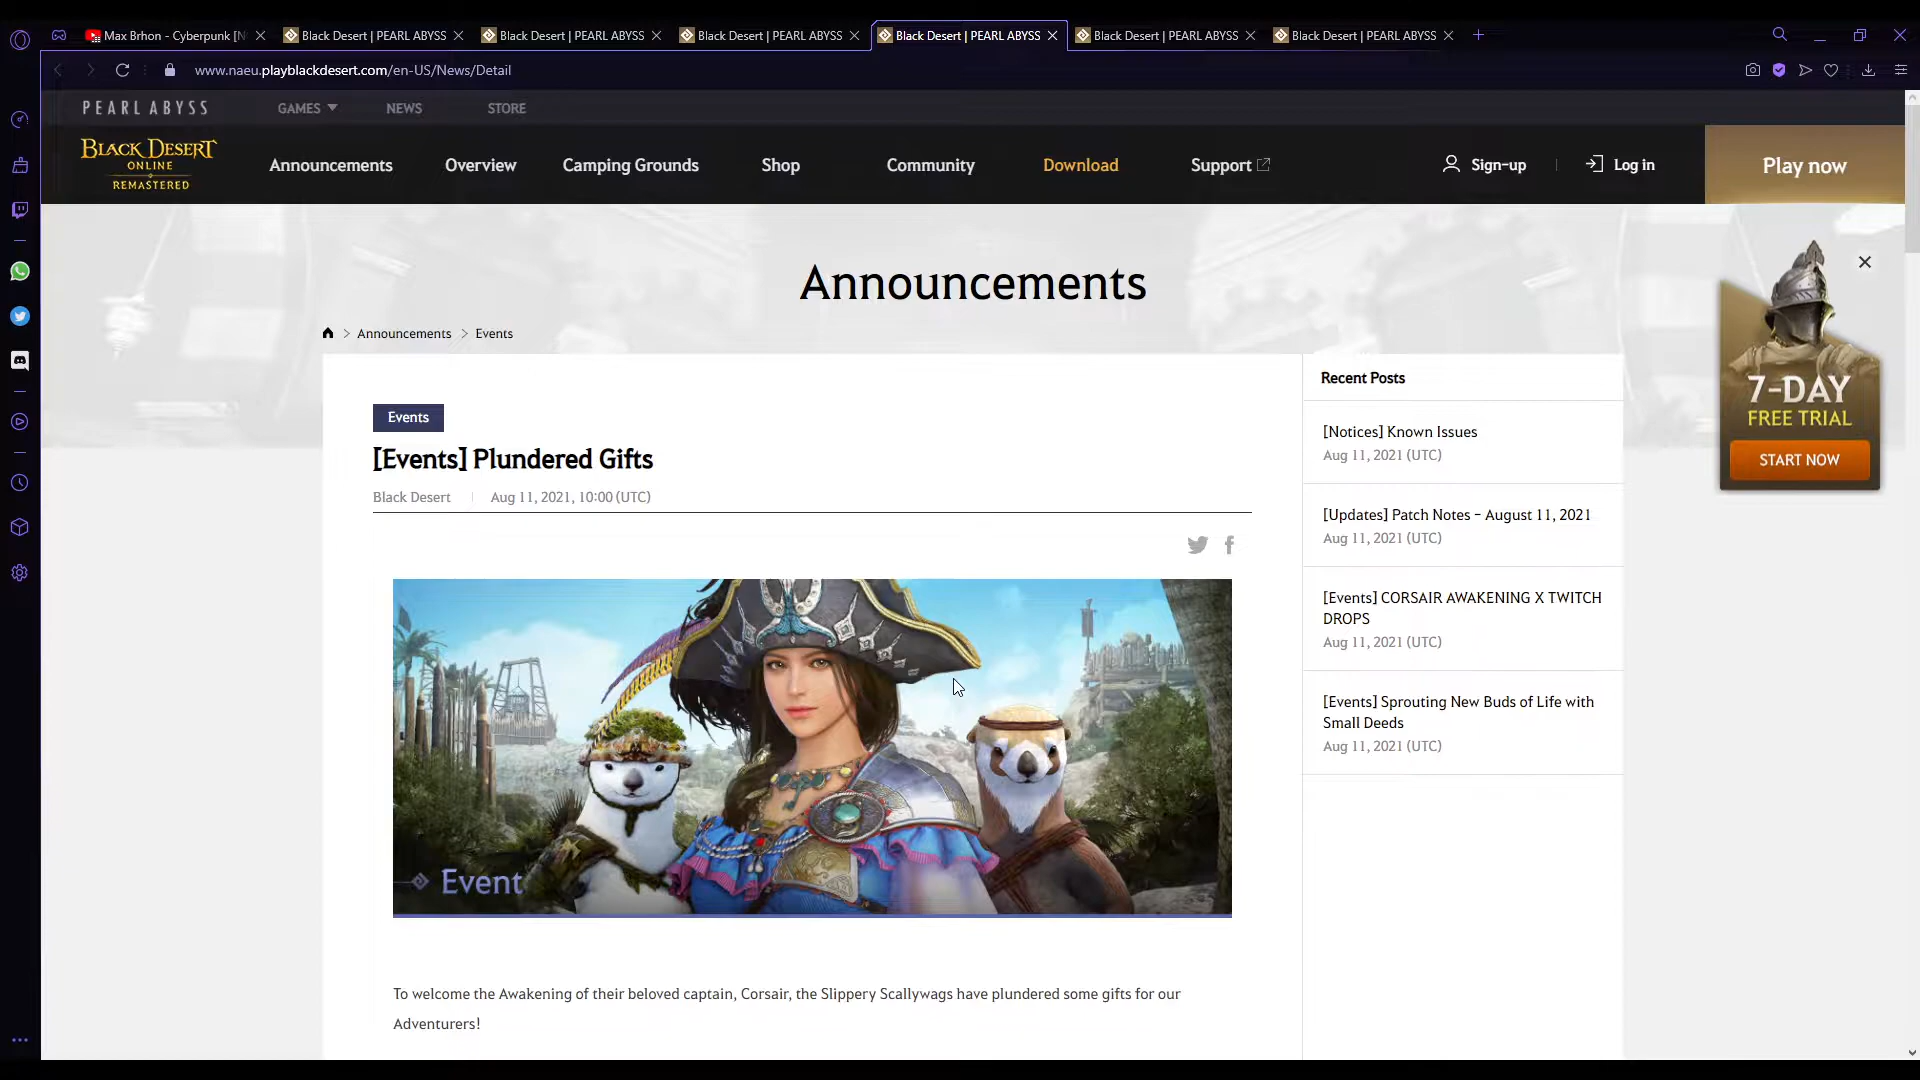 Max Brhon - Cyberpunk [N
Black Desert | PEARL ABYSS
Black Desert | PEARL ABYSS
Black Desert | PEARL ABYSS
Black Desert | PEARL ABYSS
Black Desert | PEARL ABYSS
Black Desert | PEARL ABYSS
www.naeu.playblackdesert.com/en-US/News/Detail
PEARL ABYSS
GAMES
NEWS
STORE
BLACK DESERT
ONLINE
REMASTERED
Announcements
Overview
Camping Grounds
Shop
Community
Download
Support
Sign-up
Log in
Play now
Announcements
Announcements > Events
Events
[Events] Plundered Gifts
Black Desert | Aug 11, 2021, 10:00 (UTC)
Event
To welcome the Awakening of their beloved captain, Corsair, the Slippery Scallywags have plundered some gifts for our
Adventurers!
Recent Posts
[Notices] Known Issues
Aug 11, 2021 (UTC)
[Updates] Patch Notes - August 11, 2021
Aug 11, 2021 (UTC)
[Events] CORSAIR AWAKENING X TWITCH
DROPS
Aug 11, 2021 (UTC)
[Events] Sprouting New Buds of Life with
Small Deeds
Aug 11, 2021 (UTC)
7-DAY
FREE TRIAL
START NOW